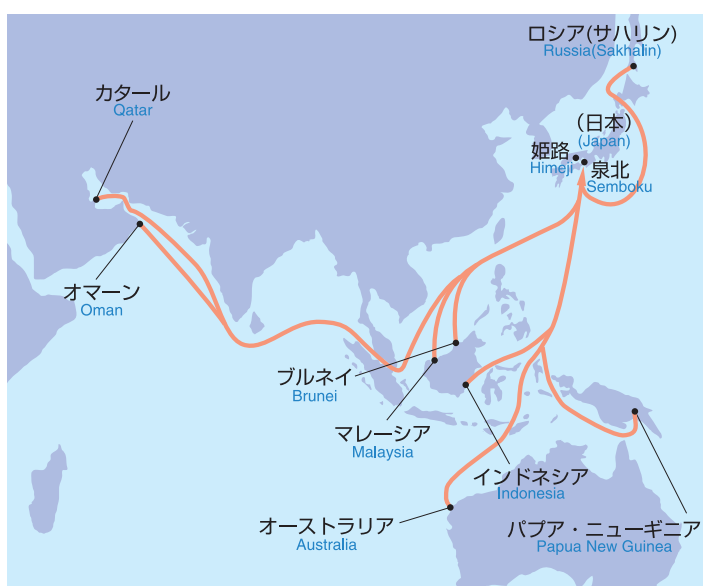 ロシア(サハリン)
Russia(Sakhalin)
カタール
Qatar
(日本)
(Japan)
姫路
Himeji
泉北
Semboku
オマーン
Oman
ブルネイ
Brunei
マレーシア
Malaysia
インドネシア
Indonesia
オーストラリア
Australia
パプア・ニューギニア
Papua New Guinea